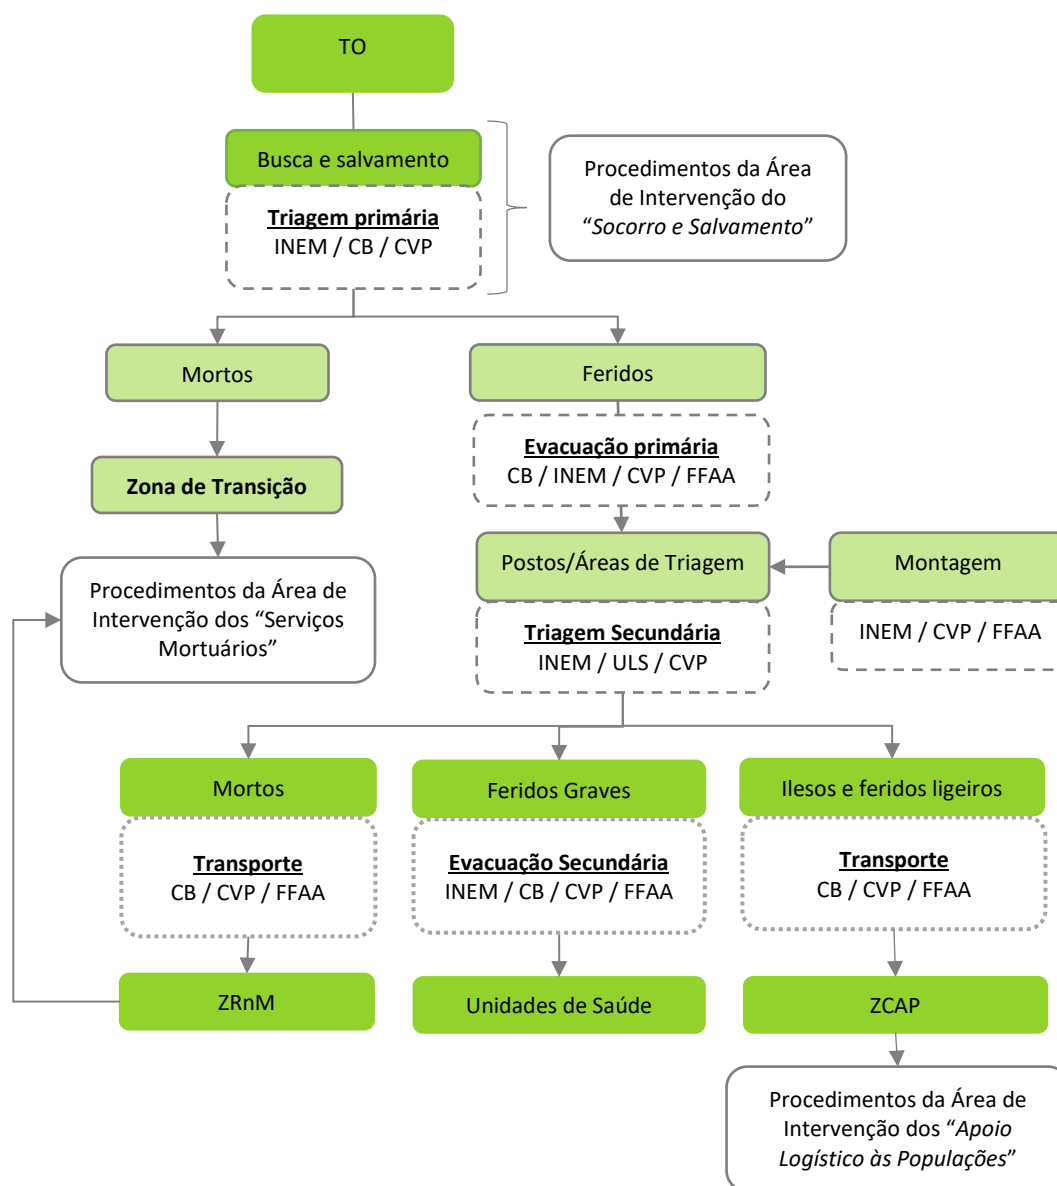 TO
Busca e salvamento
Triagem primária
INEM / CB / CVP
Procedimentos da Área
de Intervenção do
“Socorro e Salvamento”
Mortos
Feridos
Evacuação primária
CB / INEM / CVP / FFAA
Zona de Transição
Postos/Áreas de Triagem
Montagem
Procedimentos da Área de
Intervenção dos “Serviços
Mortuários”
Triagem Secundária
INEM / ULS / CVP
INEM / CVP / FFAA
Mortos
Feridos Graves
Ilesos e feridos ligeiros
Transporte
CB / CVP / FFAA
Evacuação Secundária
INEM / CB / CVP / FFAA
Transporte
CB / CVP / FFAA
ZRnM
Unidades de Saúde
ZCAP
Procedimentos da Área de
Intervenção dos “Apoio
Logístico às Populações”